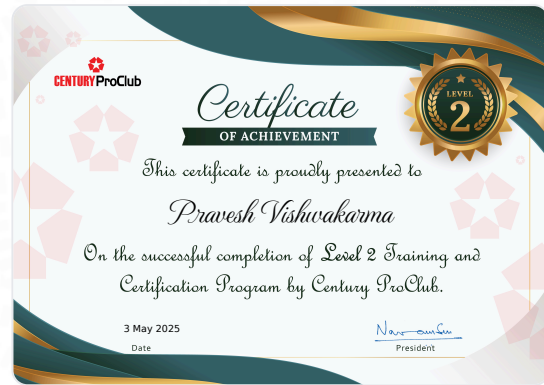 CENTURY ProClub
Certificate
OF ACHIEVEMENT
LEVEL
2
This certificate is proudly presented to
Pravesh Vishwakarma
On the successful completion of Level 2 Training and
Certification Program by Century ProClub.
3 May 2025
Date
President